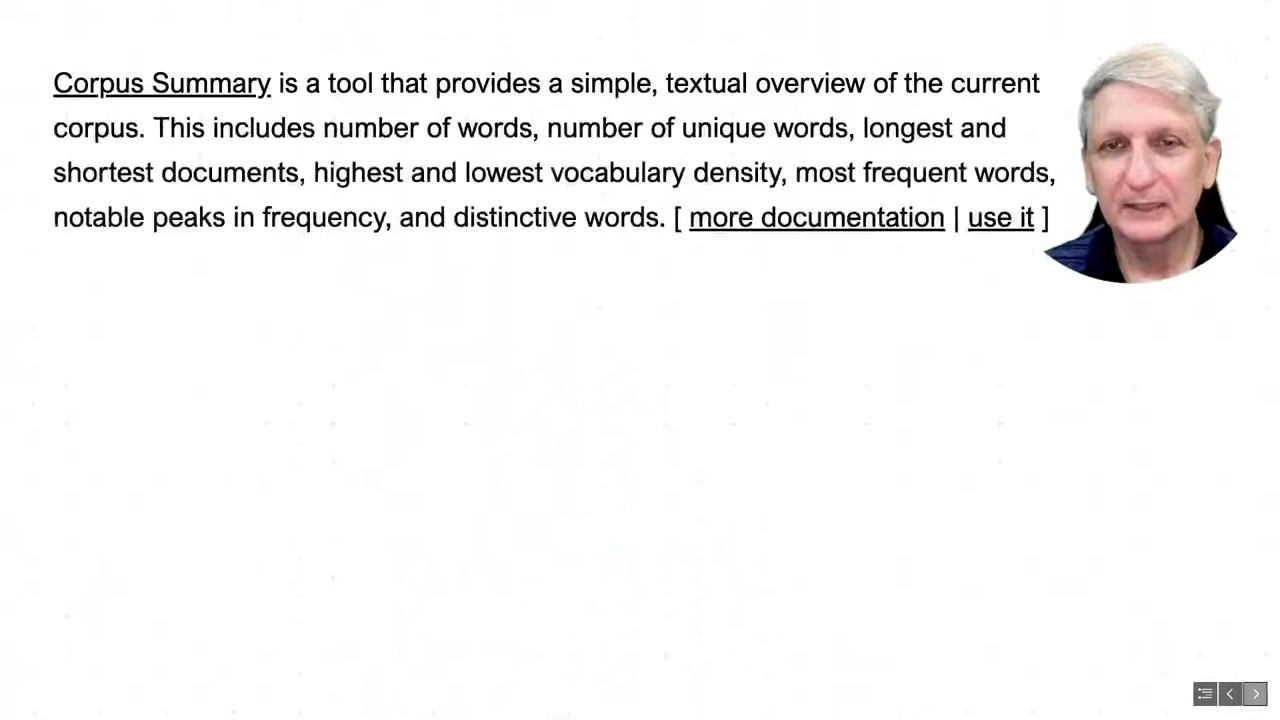 Corpus Summary is a tool that provides a simple, textual overview of the current
corpus. This includes number of words, number of unique words, longest and
shortest documents, highest and lowest vocabulary density, most frequent words,
notable peaks in frequency, and distinctive words. [ more documentation | use it ]